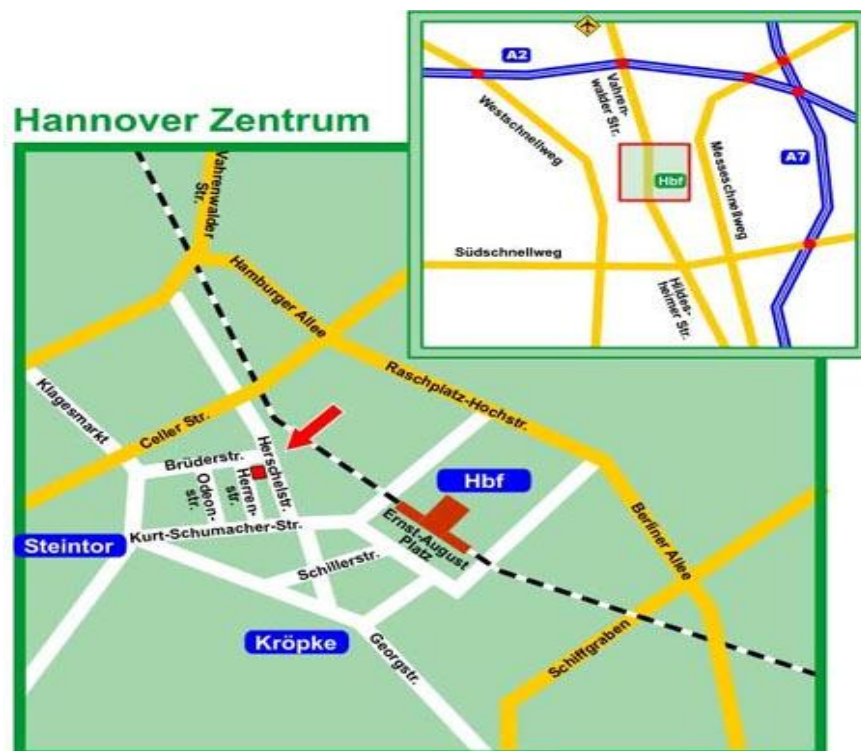 Hannover Zentrum
A2
Vahren-
walder Str.
Westschnellweg
Messeschnellweg
A7
Hbf
Südschnellweg
Hildes-
heimer Str.
Vahrenwalder
Str.
Hamburger Allee
Raschplatz-Hochstr.
Klagesmarkt
Celler Str.
Brüderstr.
Herschelstr.
Odeon-
str.
Herren-
str.
Hbf
Ernst-August
Platz
Berliner Allee
Steintor
Kurt-Schumacher-Str.
Schillerstr.
Kröpke
Georgstr.
Schiffgraben